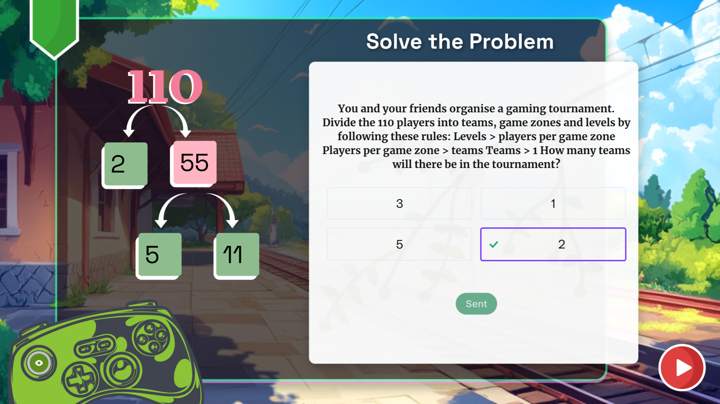 Solve the Problem
110
2
55
5
11
You and your friends organise a gaming tournament.
Divide the 110 players into teams, game zones and levels by
following these rules: Levels > players per game zone
Players per game zone > teams Teams > 1 How many teams
will there be in the tournament?
3
1
5
2
Sent